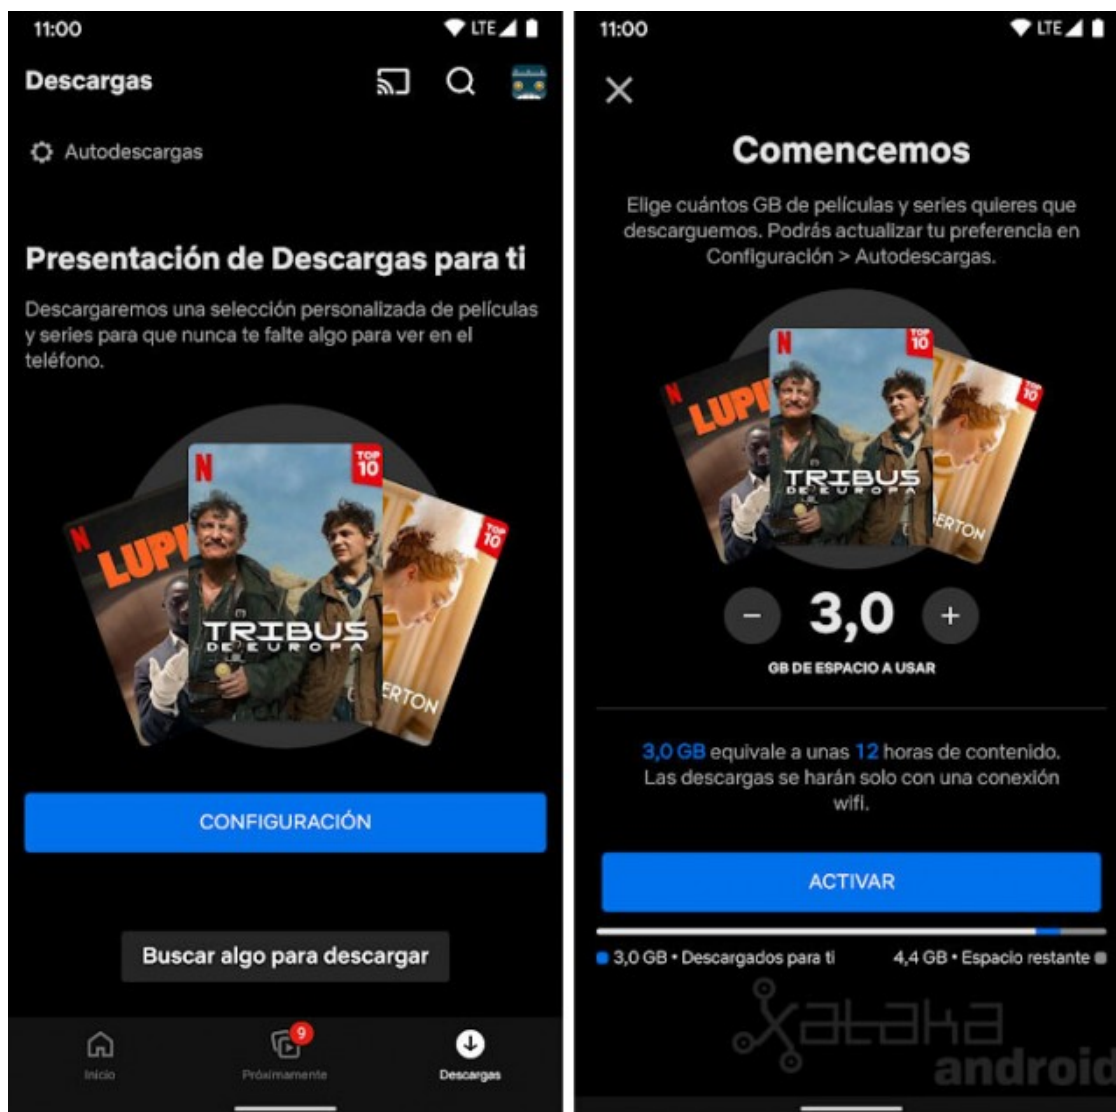 11:00
LTE
Descargas
Autodescargas
Presentación de Descargas para ti
Descargaremos una selección personalizada de películas
y series para que nunca te falte algo para ver en el
teléfono.
N
TOP
10
N
LUPI
TOP
10
TRIBUS
DE EUROPA
ERTON
CONFIGURACIÓN
Buscar algo para descargar
9
Inicio
Próximamente
Descargas
11:00
LTE
Comencemos
Elige cuántos GB de películas y series quieres que
descarguemos. Podrás actualizar tu preferencia en
Configuración > Autodescargas.
N
TOP
10
N
LUPI
TOP
10
TRIBUS
DE EUROPA
GERTON
− 3,0 +
GB DE ESPACIO A USAR
3,0 GB equivale a unas 12 horas de contenido.
Las descargas se harán solo con una conexión
wifi.
ACTIVAR
3,0 GB • Descargados para ti
4,4 GB • Espacio restante
xataka
android